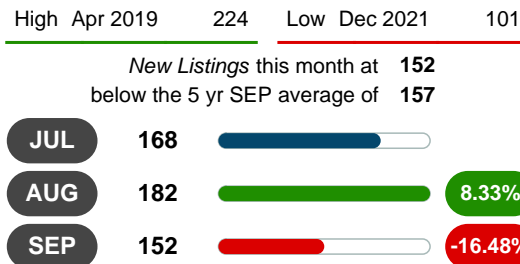 High Apr 2019 224 Low Dec 2021 101
New Listings this month at 152
below the 5 yr SEP average of 157
JUL 168
AUG 182 8.33%
SEP 152 -16.48%